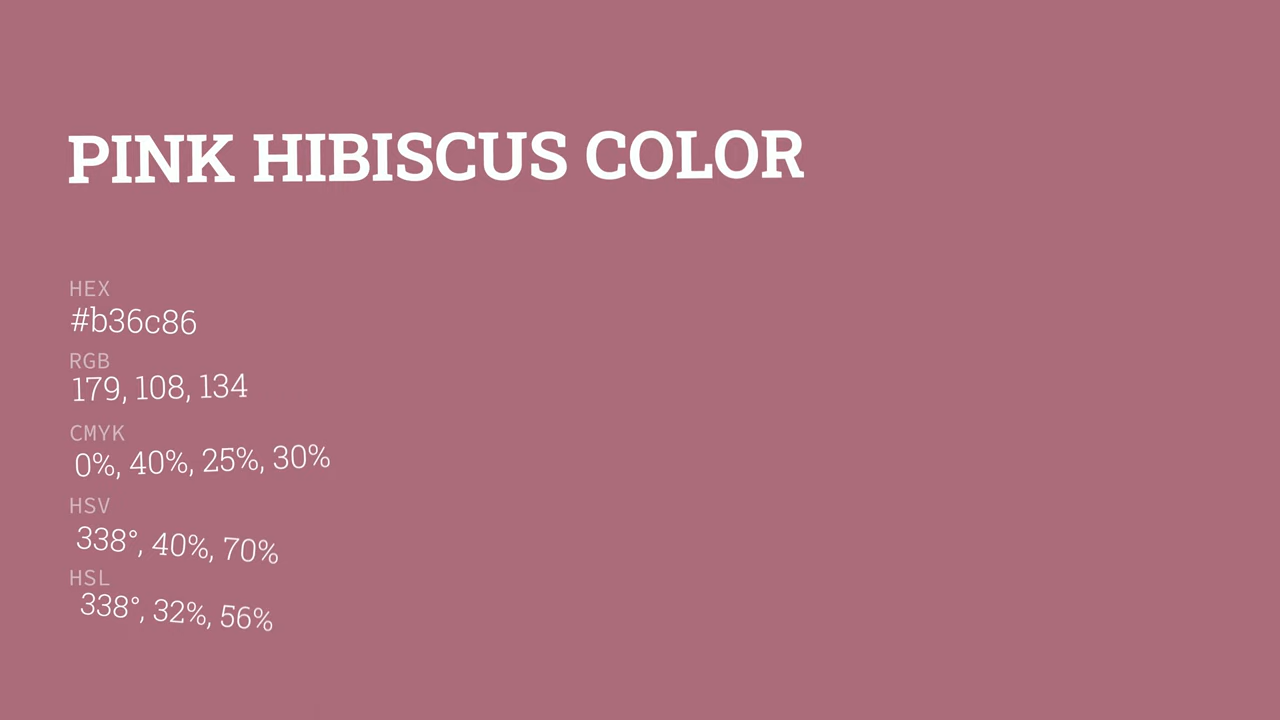 PINK HIBISCUS COLOR
HEX
#b36c86
RGB
179, 108, 134
CMYK
0%, 40%, 25%, 30%
HSV
338°, 40%, 70%
HSL
338°, 32%, 56%